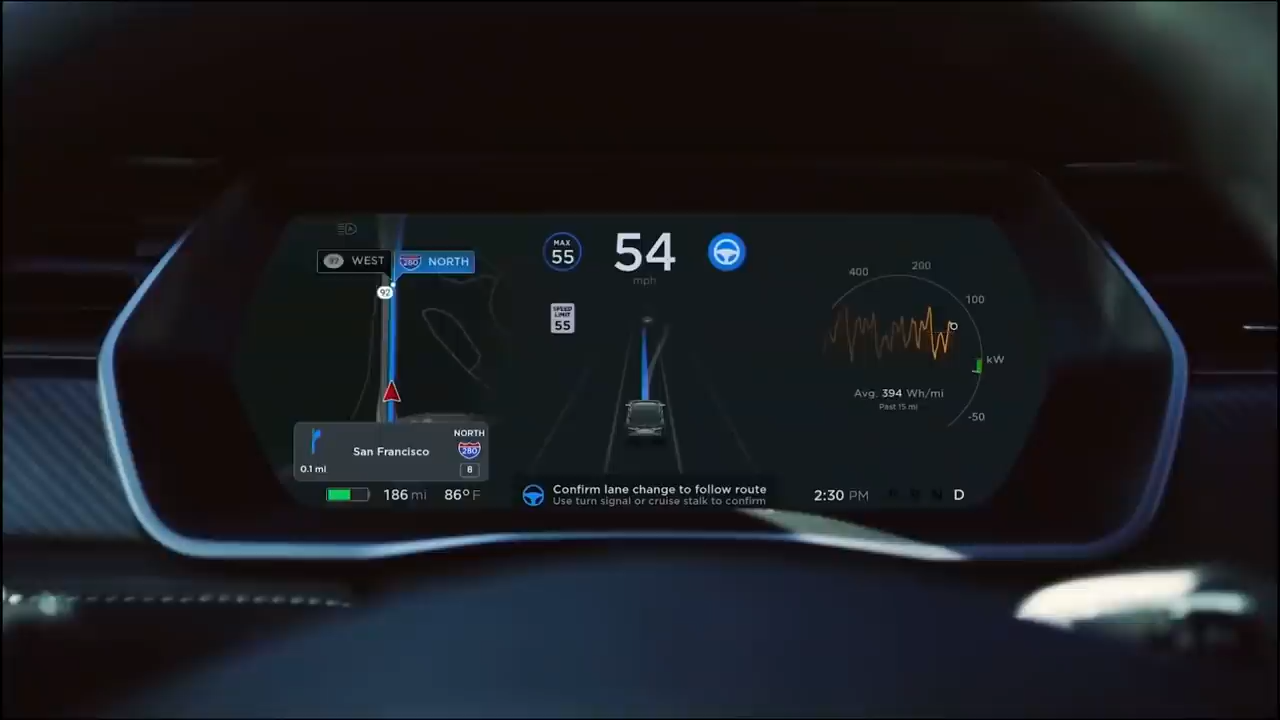 WEST
280 NORTH
92
NORTH
San Francisco
280
0.1 mi
8
186 mi
86° F
MAX
55
54
mph
SPEED
LIMIT
55
Confirm lane change to follow route
Use turn signal or cruise stalk to confirm
400
200
100
kW
-50
Avg. 394 Wh/mi
Past 15 mi
2:30 PM
P R N D